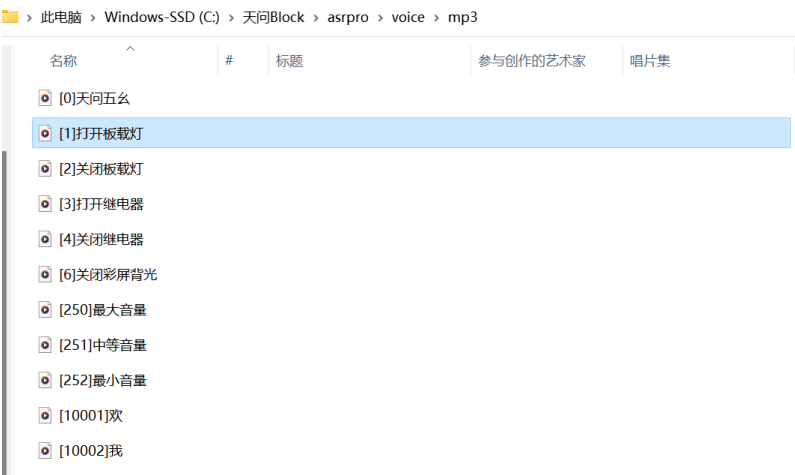 此电脑 > Windows-SSD (C:) > 天问Block > asrpro > voice > mp3
名称 # 标题 参与创作的艺术家 唱片集
[0]天问五幺
[1]打开板载灯
[2]关闭板载灯
[3]打开继电器
[4]关闭继电器
[6]关闭彩屏背光
[250]最大音量
[251]中等音量
[252]最小音量
[10001]欢
[10002]我